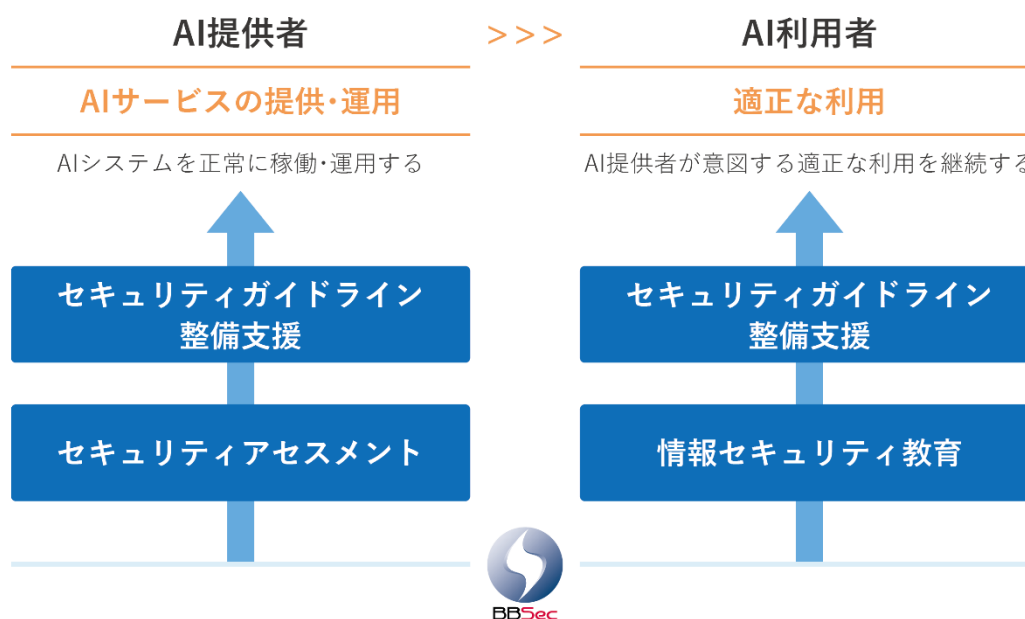 AI提供者
>>>
AI利用者
AIサービスの提供・運用
適正な利用
AIシステムを正常に稼働・運用する
AI提供者が意図する適正な利用を継続する
セキュリティガイドライン
整備支援
セキュリティガイドライン
整備支援
セキュリティアセスメント
情報セキュリティ教育
BBSec